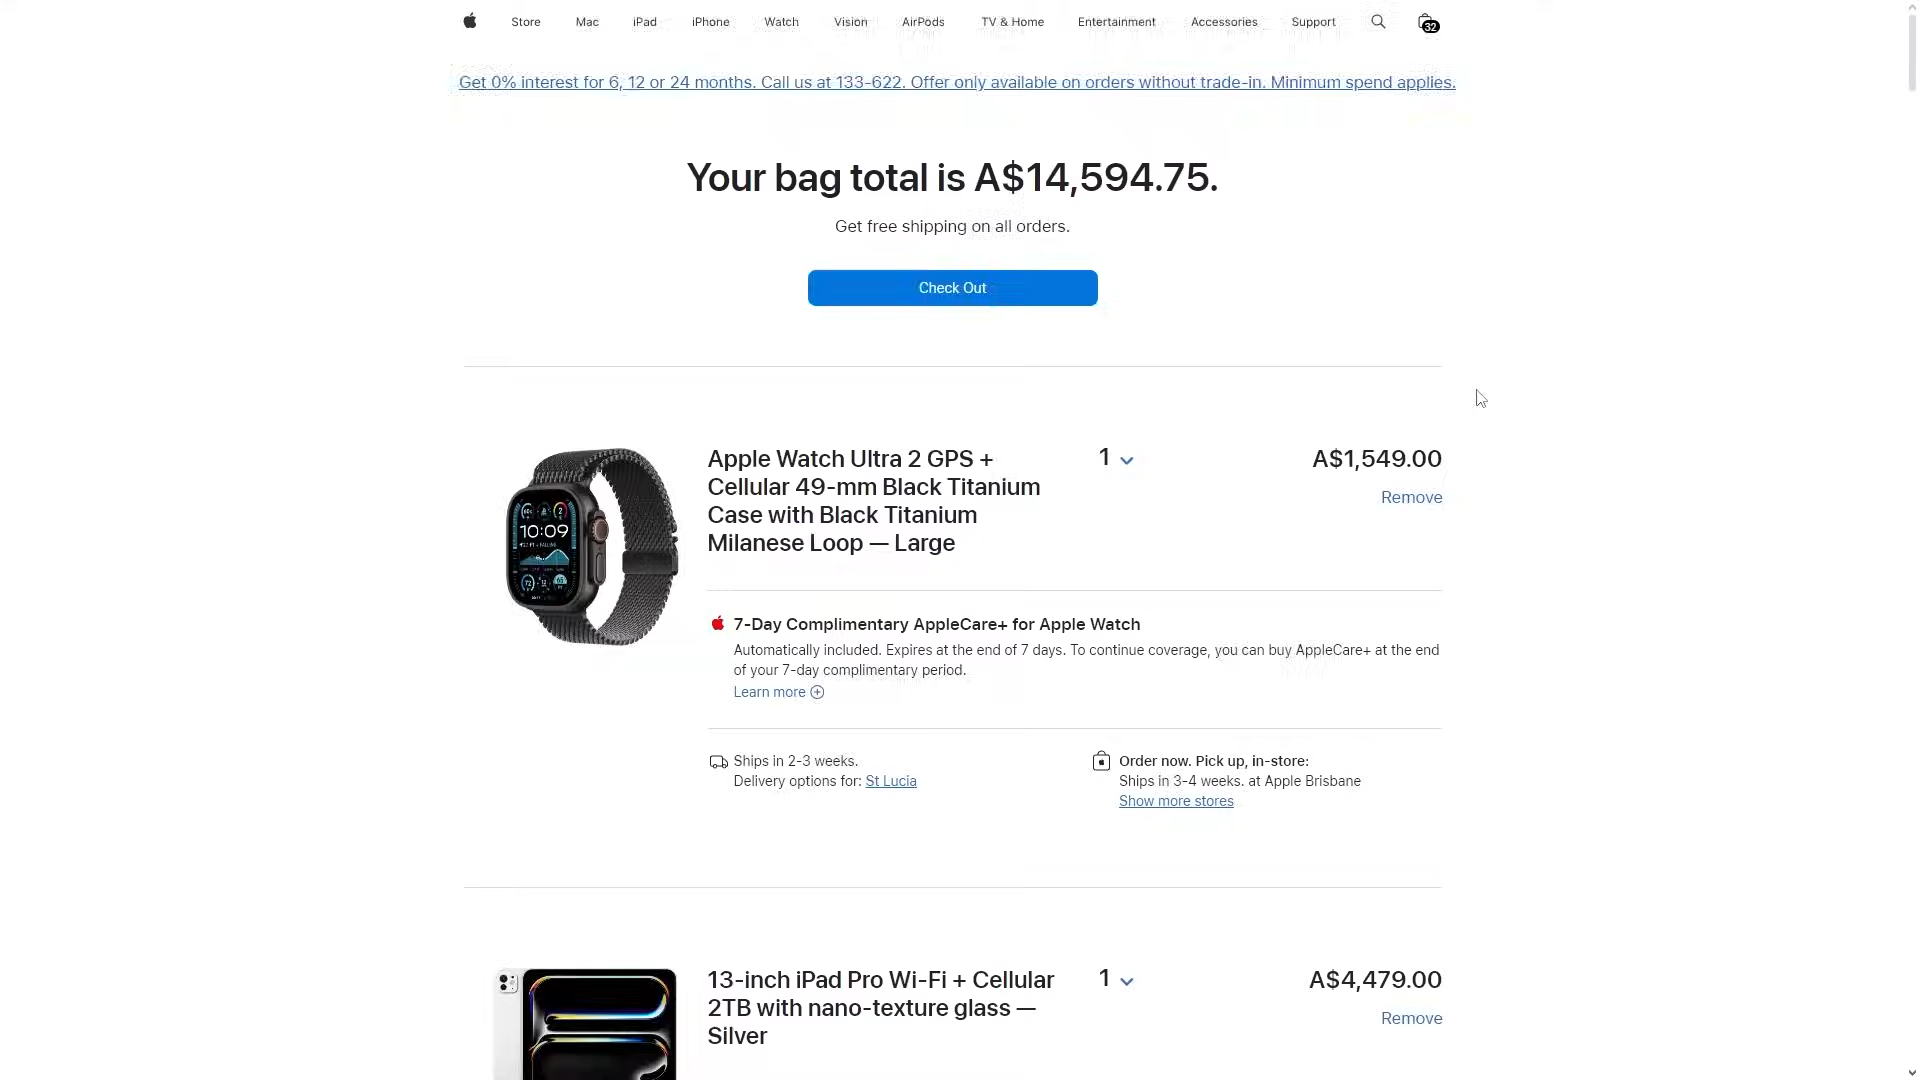 Store Mac iPad iPhone Watch Vision AirPods TV & Home Entertainment Accessories Support 32
Get 0% interest for 6, 12 or 24 months. Call us at 133-622. Offer only available on orders without trade-in. Minimum spend applies.
Your bag total is A$14,594.75.
Get free shipping on all orders.
Check Out
Apple Watch Ultra 2 GPS +
Cellular 49-mm Black Titanium
Case with Black Titanium
Milanese Loop — Large
1
A$1,549.00
Remove
10:09
7-Day Complimentary AppleCare+ for Apple Watch
Automatically included. Expires at the end of 7 days. To continue coverage, you can buy AppleCare+ at the end
of your 7-day complimentary period.
Learn more
Ships in 2-3 weeks.
Delivery options for: St Lucia
Order now. Pick up, in-store:
Ships in 3-4 weeks. at Apple Brisbane
Show more stores
13-inch iPad Pro Wi-Fi + Cellular
2TB with nano-texture glass —
Silver
1
A$4,479.00
Remove